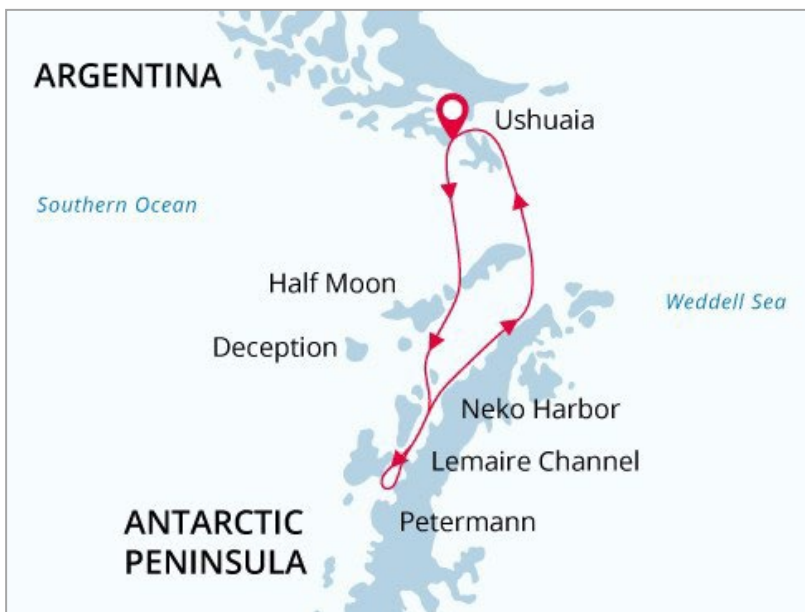 ARGENTINA
Ushuaia
Southern Ocean
Half Moon
Weddell Sea
Deception
Neko Harbor
Lemaire Channel
Petermann
ANTARCTIC
PENINSULA